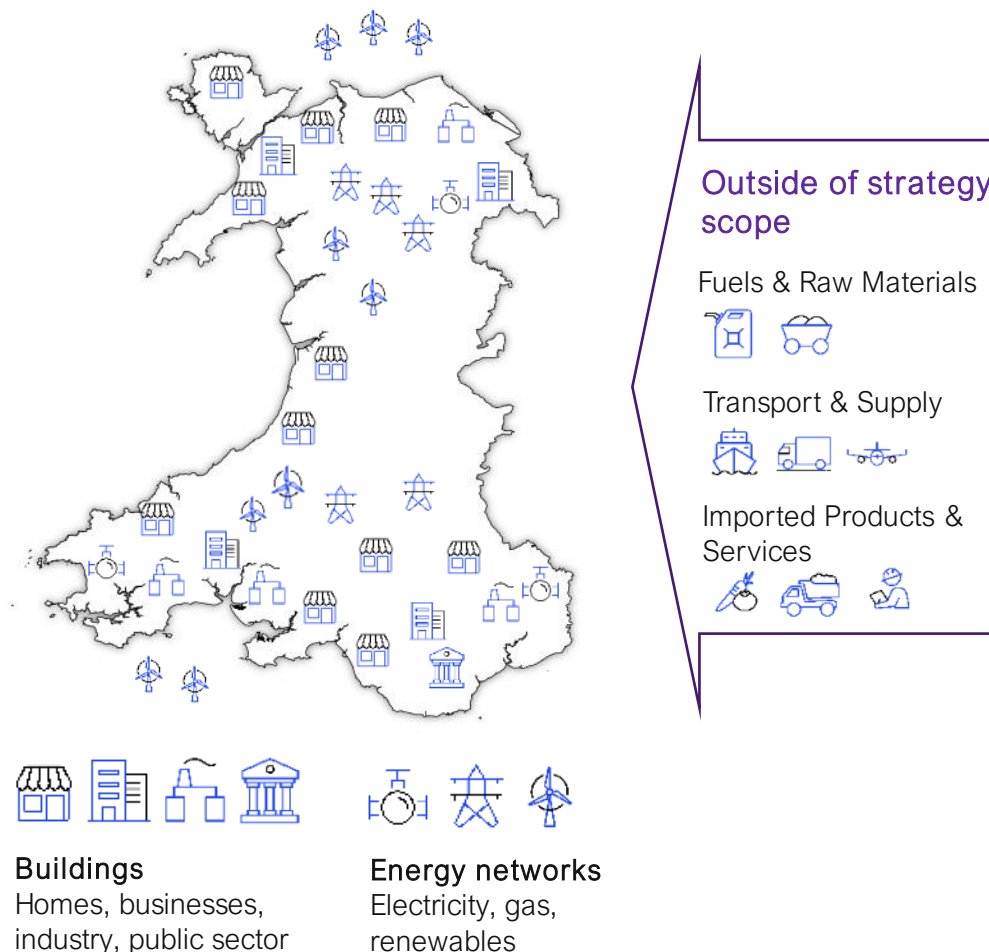 Outside of strategy
scope
Fuels & Raw Materials
Transport & Supply
Imported Products &
Services
Buildings
Homes, businesses,
industry, public sector
Energy networks
Electricity, gas,
renewables